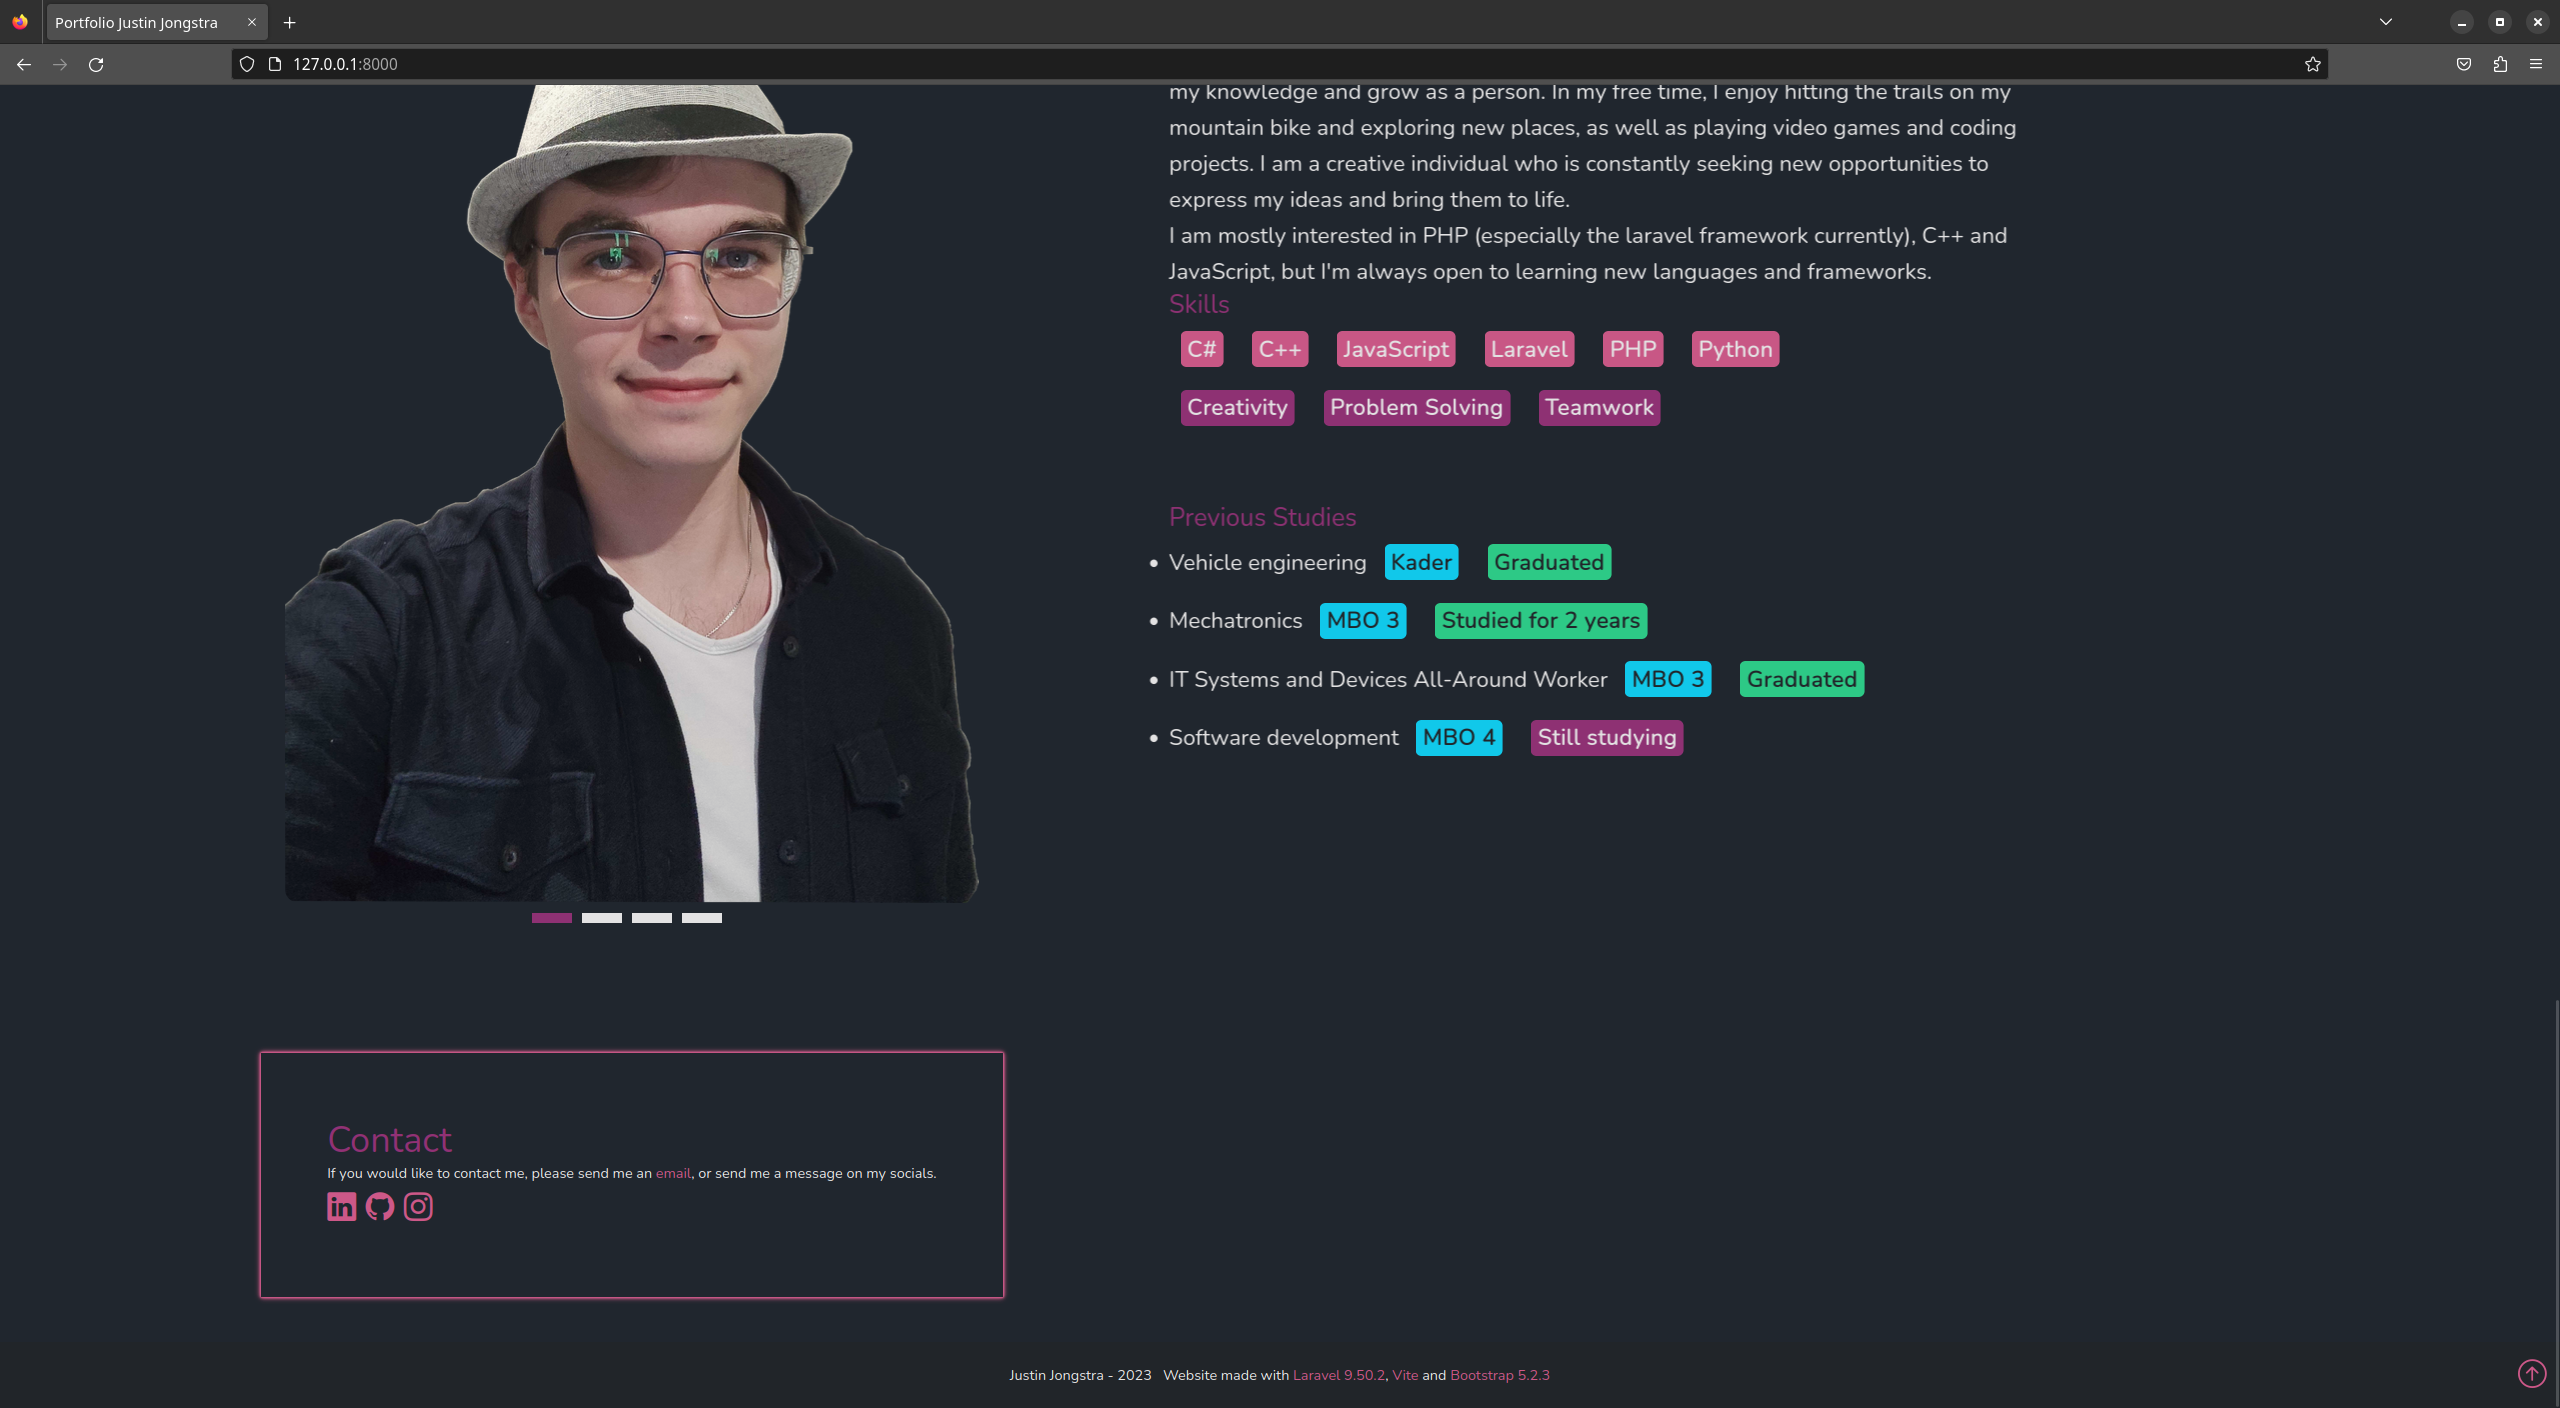 Portfolio Justin Jongstra
127.0.0.1:8000
my knowledge and grow as a person. In my free time, I enjoy hitting the trails on my
mountain bike and exploring new places, as well as playing video games and coding
projects. I am a creative individual who is constantly seeking new opportunities to
express my ideas and bring them to life.
I am mostly interested in PHP (especially the laravel framework currently), C++ and
JavaScript, but I'm always open to learning new languages and frameworks.
Skills
C# C++ JavaScript Laravel PHP Python
Creativity Problem Solving Teamwork
Previous Studies
• Vehicle engineering Kader Graduated
• Mechatronics MBO 3 Studied for 2 years
• IT Systems and Devices All-Around Worker MBO 3 Graduated
• Software development MBO 4 Still studying
Contact
If you would like to contact me, please send me an email, or send me a message on my socials.
in
Justin Jongstra - 2023 Website made with Laravel 9.50.2, Vite and Bootstrap 5.2.3